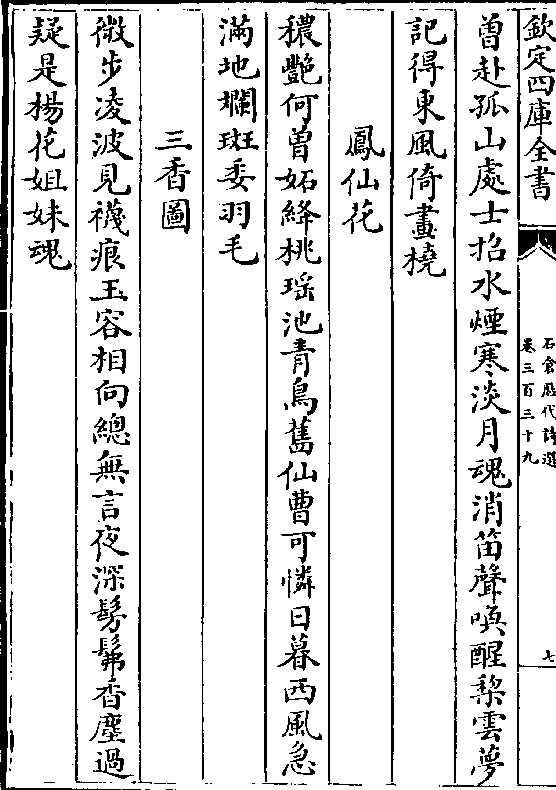 欽定四庫全書
石倉歷代詩選
卷三百三十九
七
曽赴孤山處士招水煙寒淡月魂消笛聲喚醒梨雲夢
記得東風倚畫橈
鳳仙花
穠艷何曽妬絳桃瑶池青鳥舊仙曹可憐日暮西風急
滿地斕斑委羽毛
三香圖
微步凌波見襪痕玉容相向總無言夜深髣髴香塵過
疑是楊花姐妹魂